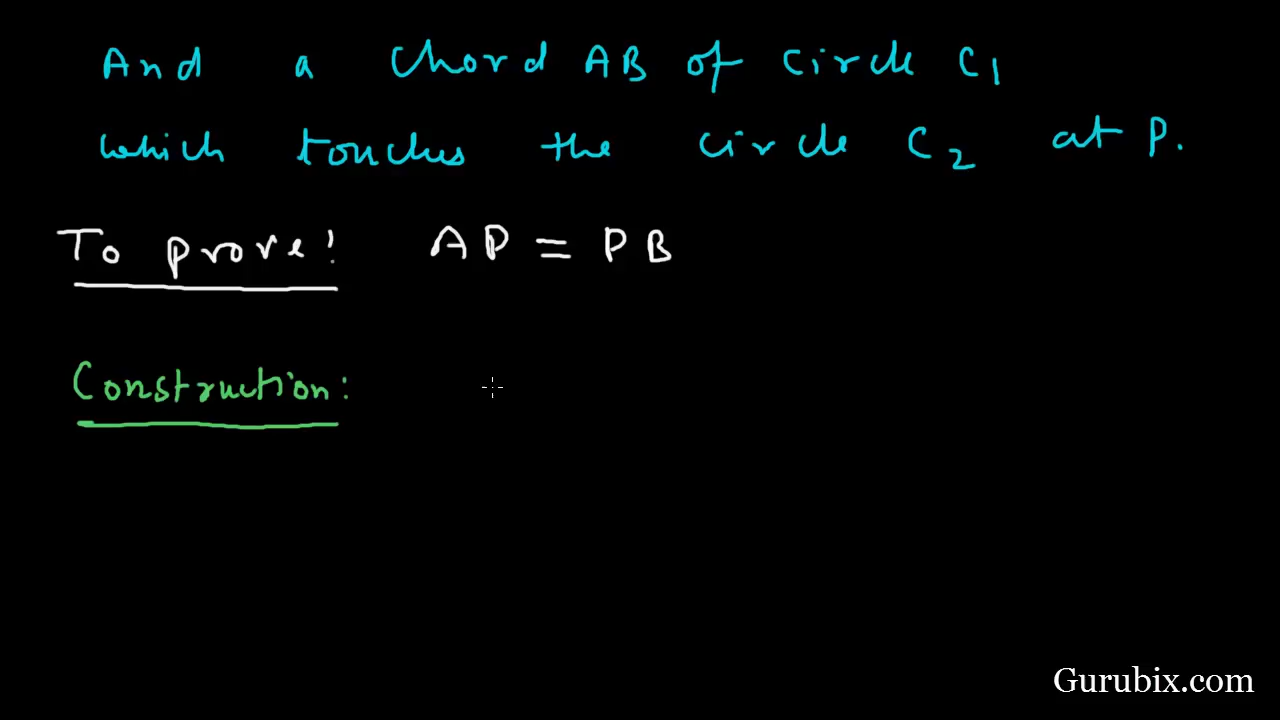 And a chord AB of circle C1
which touches the circle C2 at P.
To prove! AP = PB
Construction:
Gurubix.com